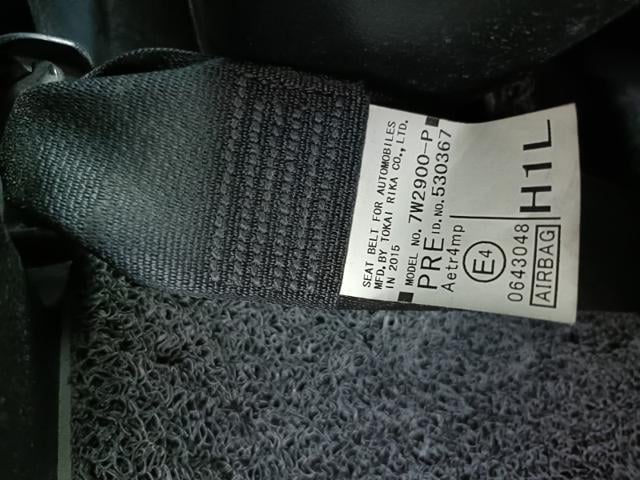 SEAT BELT FOR AUTOMOBILES
MFD. BY TOKAI RIKA CO., LTD.
IN 2015
MODEL NO. 7W2900-P
PRE ID. NO. 530367
Aetr4mp
E4
0643048
AIRBAG
H1L